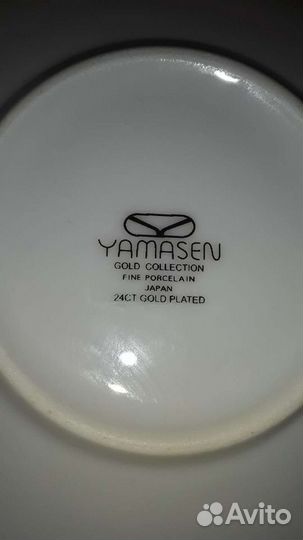 YAMASEN
GOLD COLLECTION
FINE PORCELAIN
JAPAN
24CT GOLD PLATED
Avito